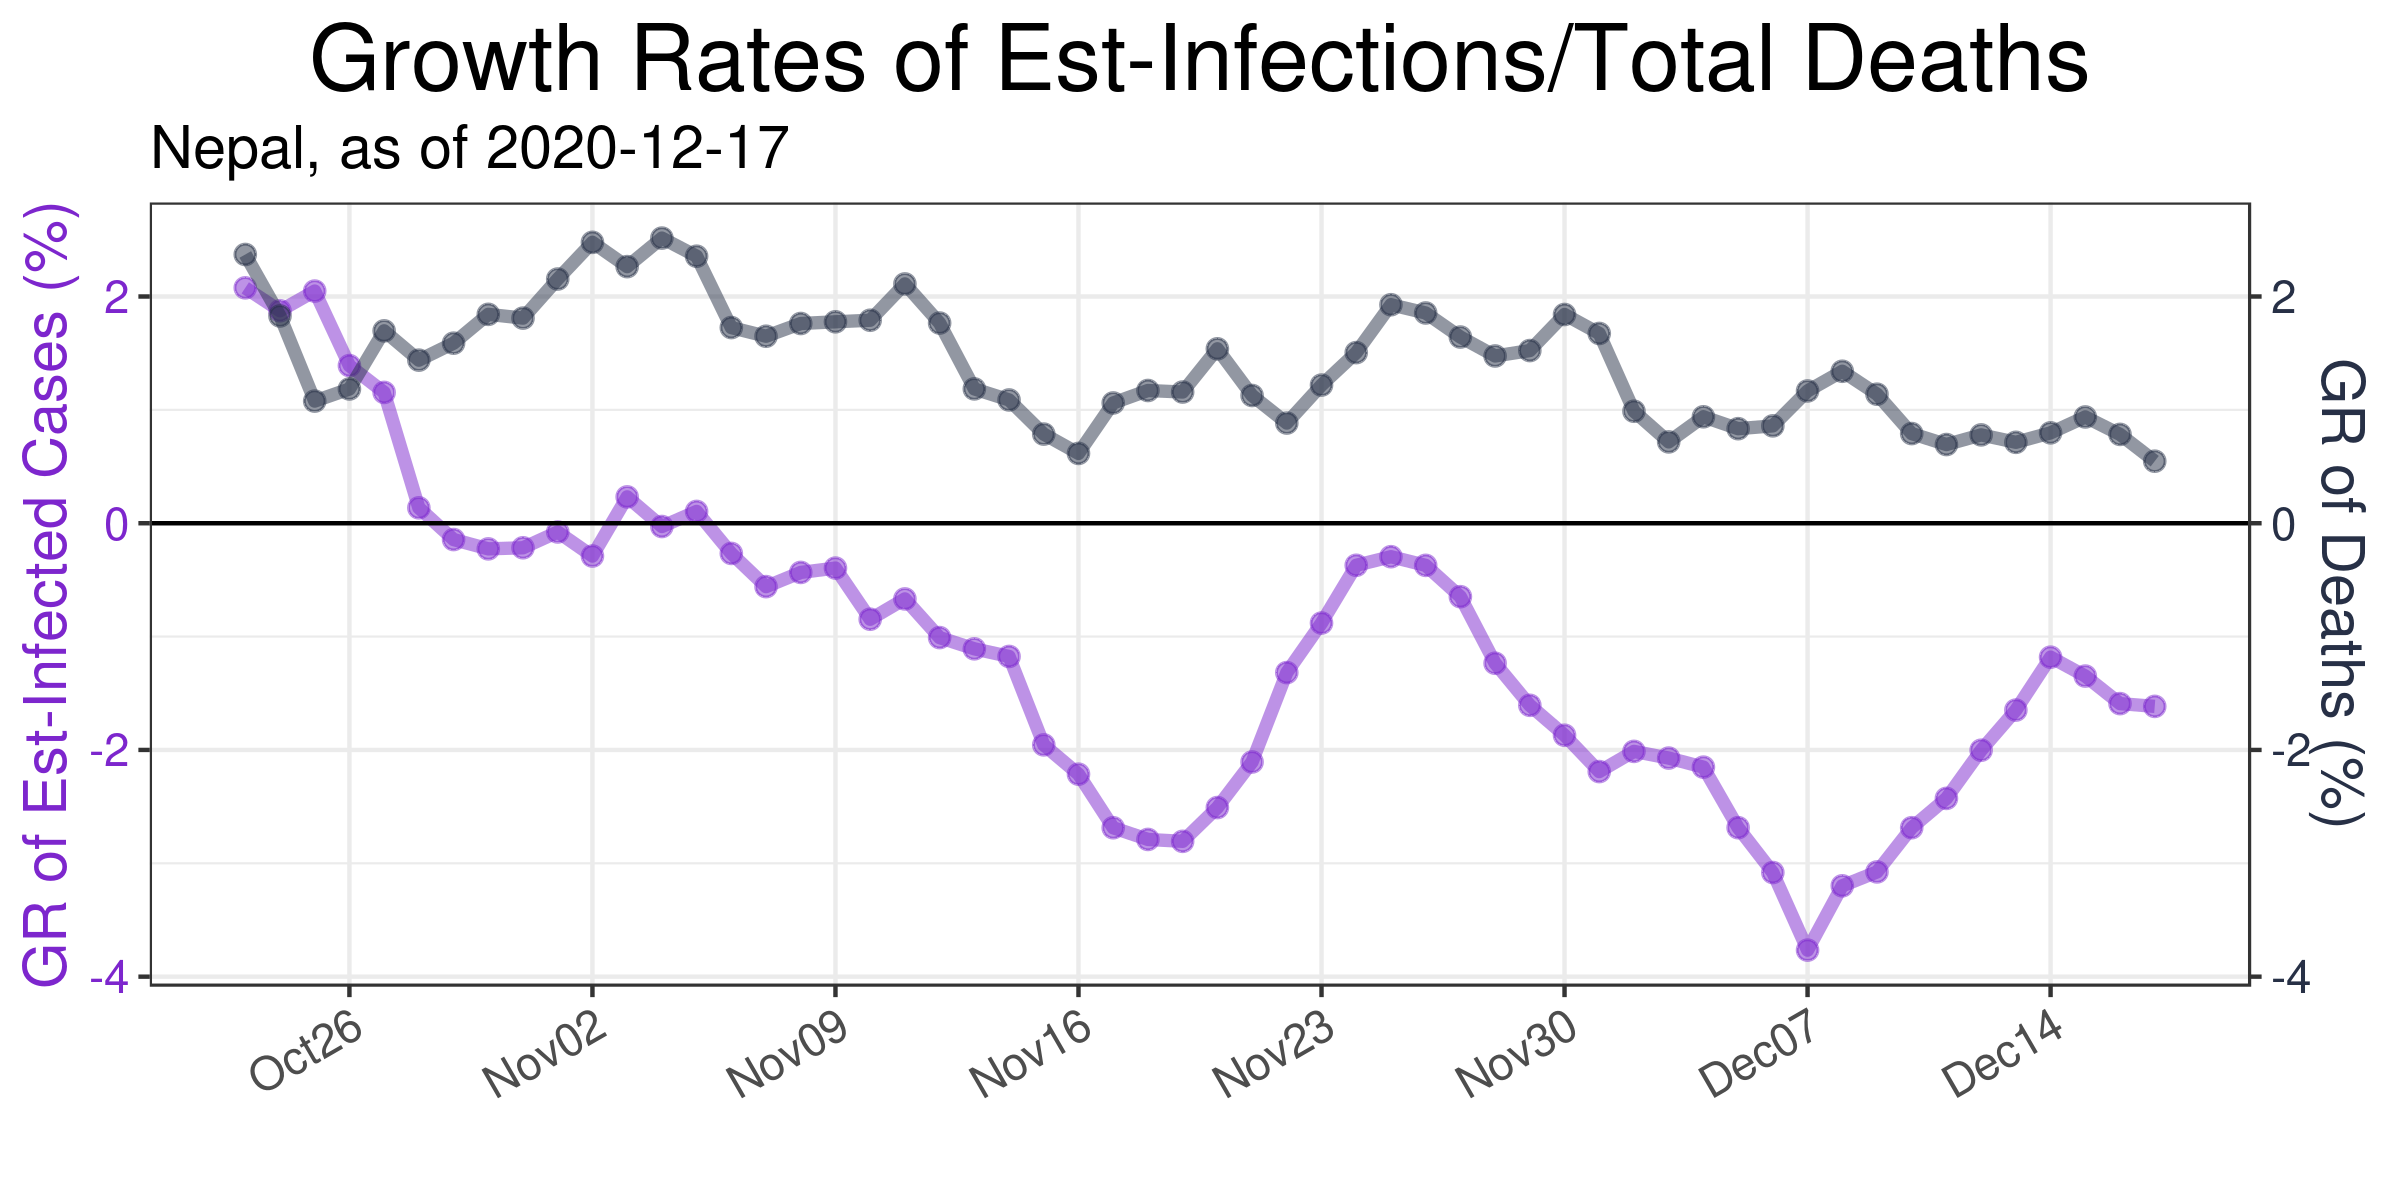 Growth Rates of Est-Infections/Total Deaths
Nepal, as of 2020-12-17
GR of Est-Infected Cases (%)
2
0
-2
-4
2
0
-2
-4
GR of Deaths (%)
Oct26
Nov02
Nov09
Nov16
Nov23
Nov30
Dec07
Dec14